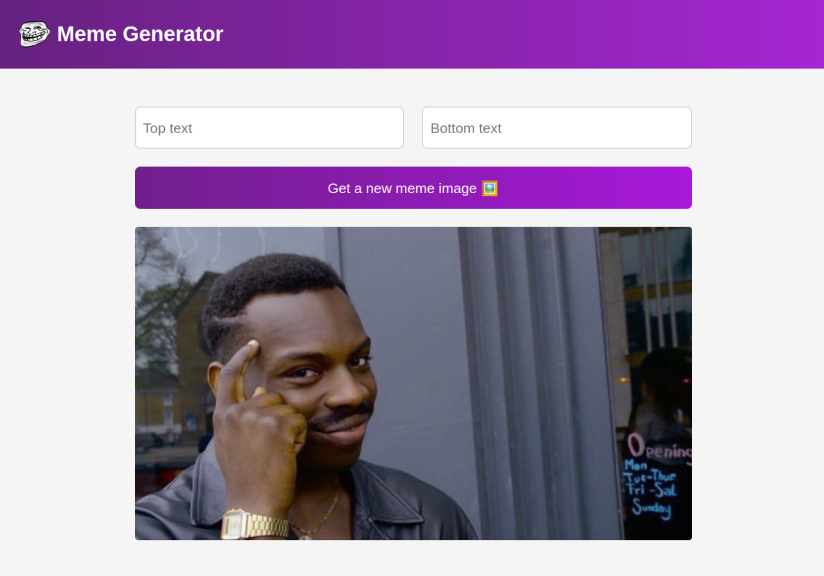 Meme Generator
Top text
Bottom text
Get a new meme image 🖼️
Opening
Mon
Tue-Thur
Fri -Sat
Sunday